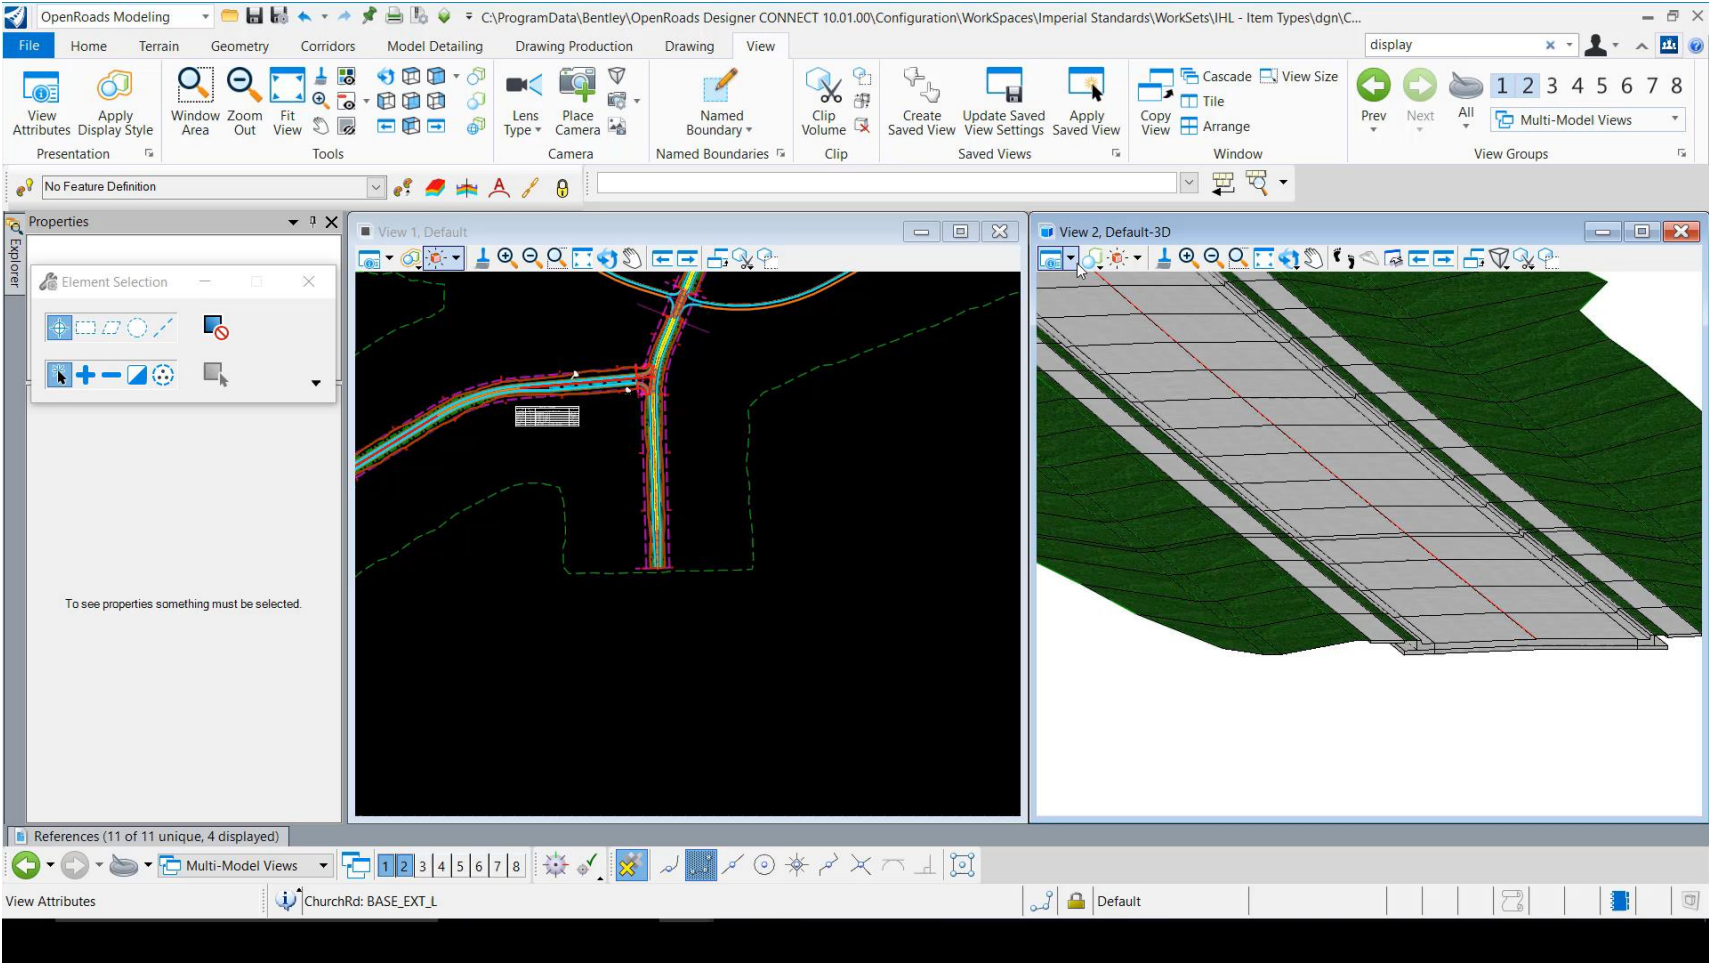 OpenRoads Modeling
C:\ProgramData\Bentley\OpenRoads Designer CONNECT 10.01.00\Configuration\WorkSpaces\Imperial Standards\WorkSets\IHL - Item Types\dgn\C...
File Home Terrain Geometry Corridors Model Detailing Drawing Production Drawing View
display
View Attributes
Apply Display Style
Presentation
Window Area
Zoom Out
Fit View
Tools
Lens Type
Place Camera
Camera
Named Boundary
Named Boundaries
Clip Volume
Clip
Create Saved View
Update Saved View Settings
Apply Saved View
Saved Views
Copy View
Cascade
View Size
Tile
Arrange
Window
Prev
Next
All
1 2 3 4 5 6 7 8
Multi-Model Views
View Groups
No Feature Definition
Explorer
Properties
Element Selection
To see properties something must be selected.
View 1, Default
View 2, Default-3D
References (11 of 11 unique, 4 displayed)
Multi-Model Views
1 2 3 4 5 6 7 8
View Attributes
ChurchRd: BASE_EXT_L
Default